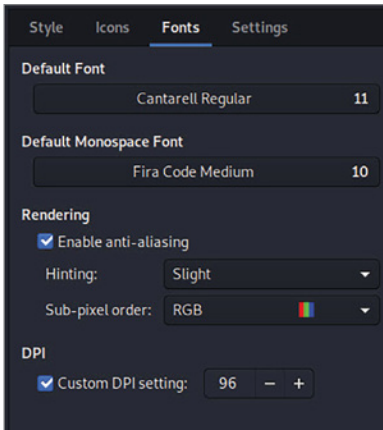 Style Icons Fonts Settings
Default Font
Cantarell Regular 11
Default Monospace Font
Fira Code Medium 10
Rendering
Enable anti-aliasing
Hinting: Slight
Sub-pixel order: RGB
DPI
Custom DPI setting: 96 − +